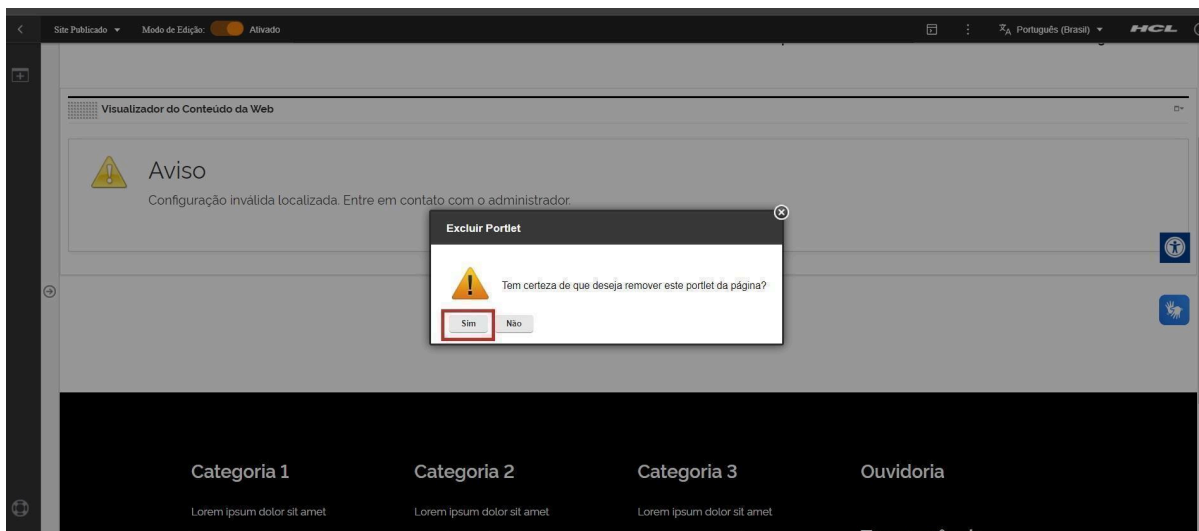 Site Publicado
Modo de Edição:
Ativado
Português (Brasil)
HCL
Visualizador do Conteúdo da Web
Aviso
Configuração inválida localizada. Entre em contato com o administrador.
Excluir Portlet
Tem certeza de que deseja remover este portlet da página?
Sim
Não
Categoria 1
Categoria 2
Categoria 3
Ouvidoria
Lorem ipsum dolor sit amet
Lorem ipsum dolor sit amet
Lorem ipsum dolor sit amet